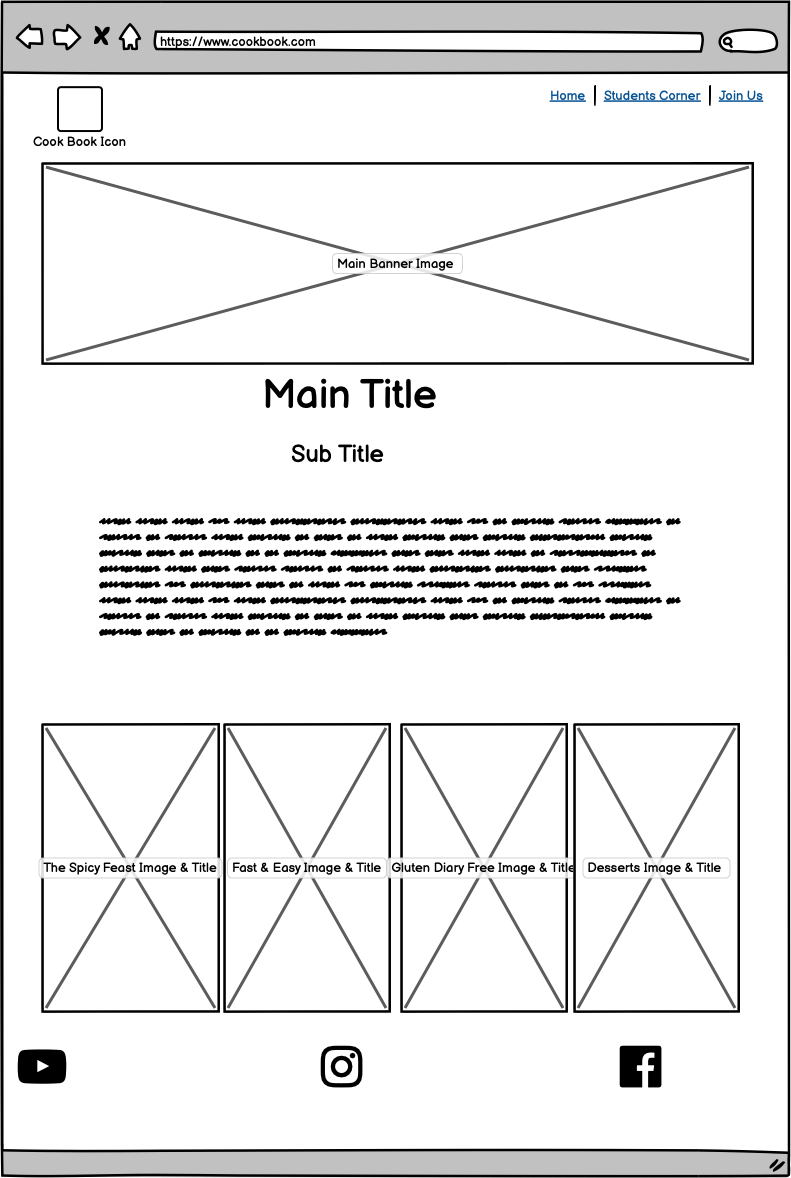 https://www.cookbook.com
Home Students Corner Join Us
Cook Book Icon
Main Banner Image
Main Title
Sub Title
The Spicy Feast Image & Title Fast & Easy Image & Title Gluten Diary Free Image & Title Desserts Image & Title